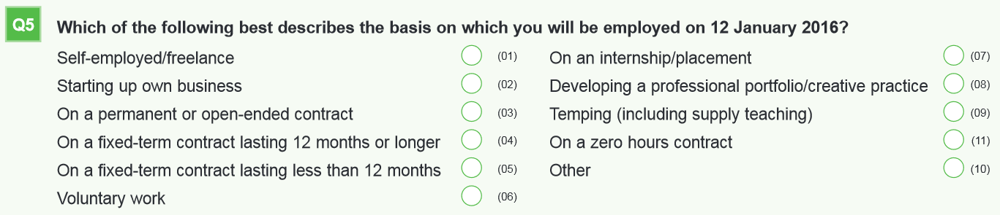 Q5 Which of the following best describes the basis on which you will be employed on 12 January 2016?
Self-employed/freelance (01)
Starting up own business (02)
On a permanent or open-ended contract (03)
On a fixed-term contract lasting 12 months or longer (04)
On a fixed-term contract lasting less than 12 months (05)
Voluntary work (06)
On an internship/placement (07)
Developing a professional portfolio/creative practice (08)
Temping (including supply teaching) (09)
On a zero hours contract (11)
Other (10)